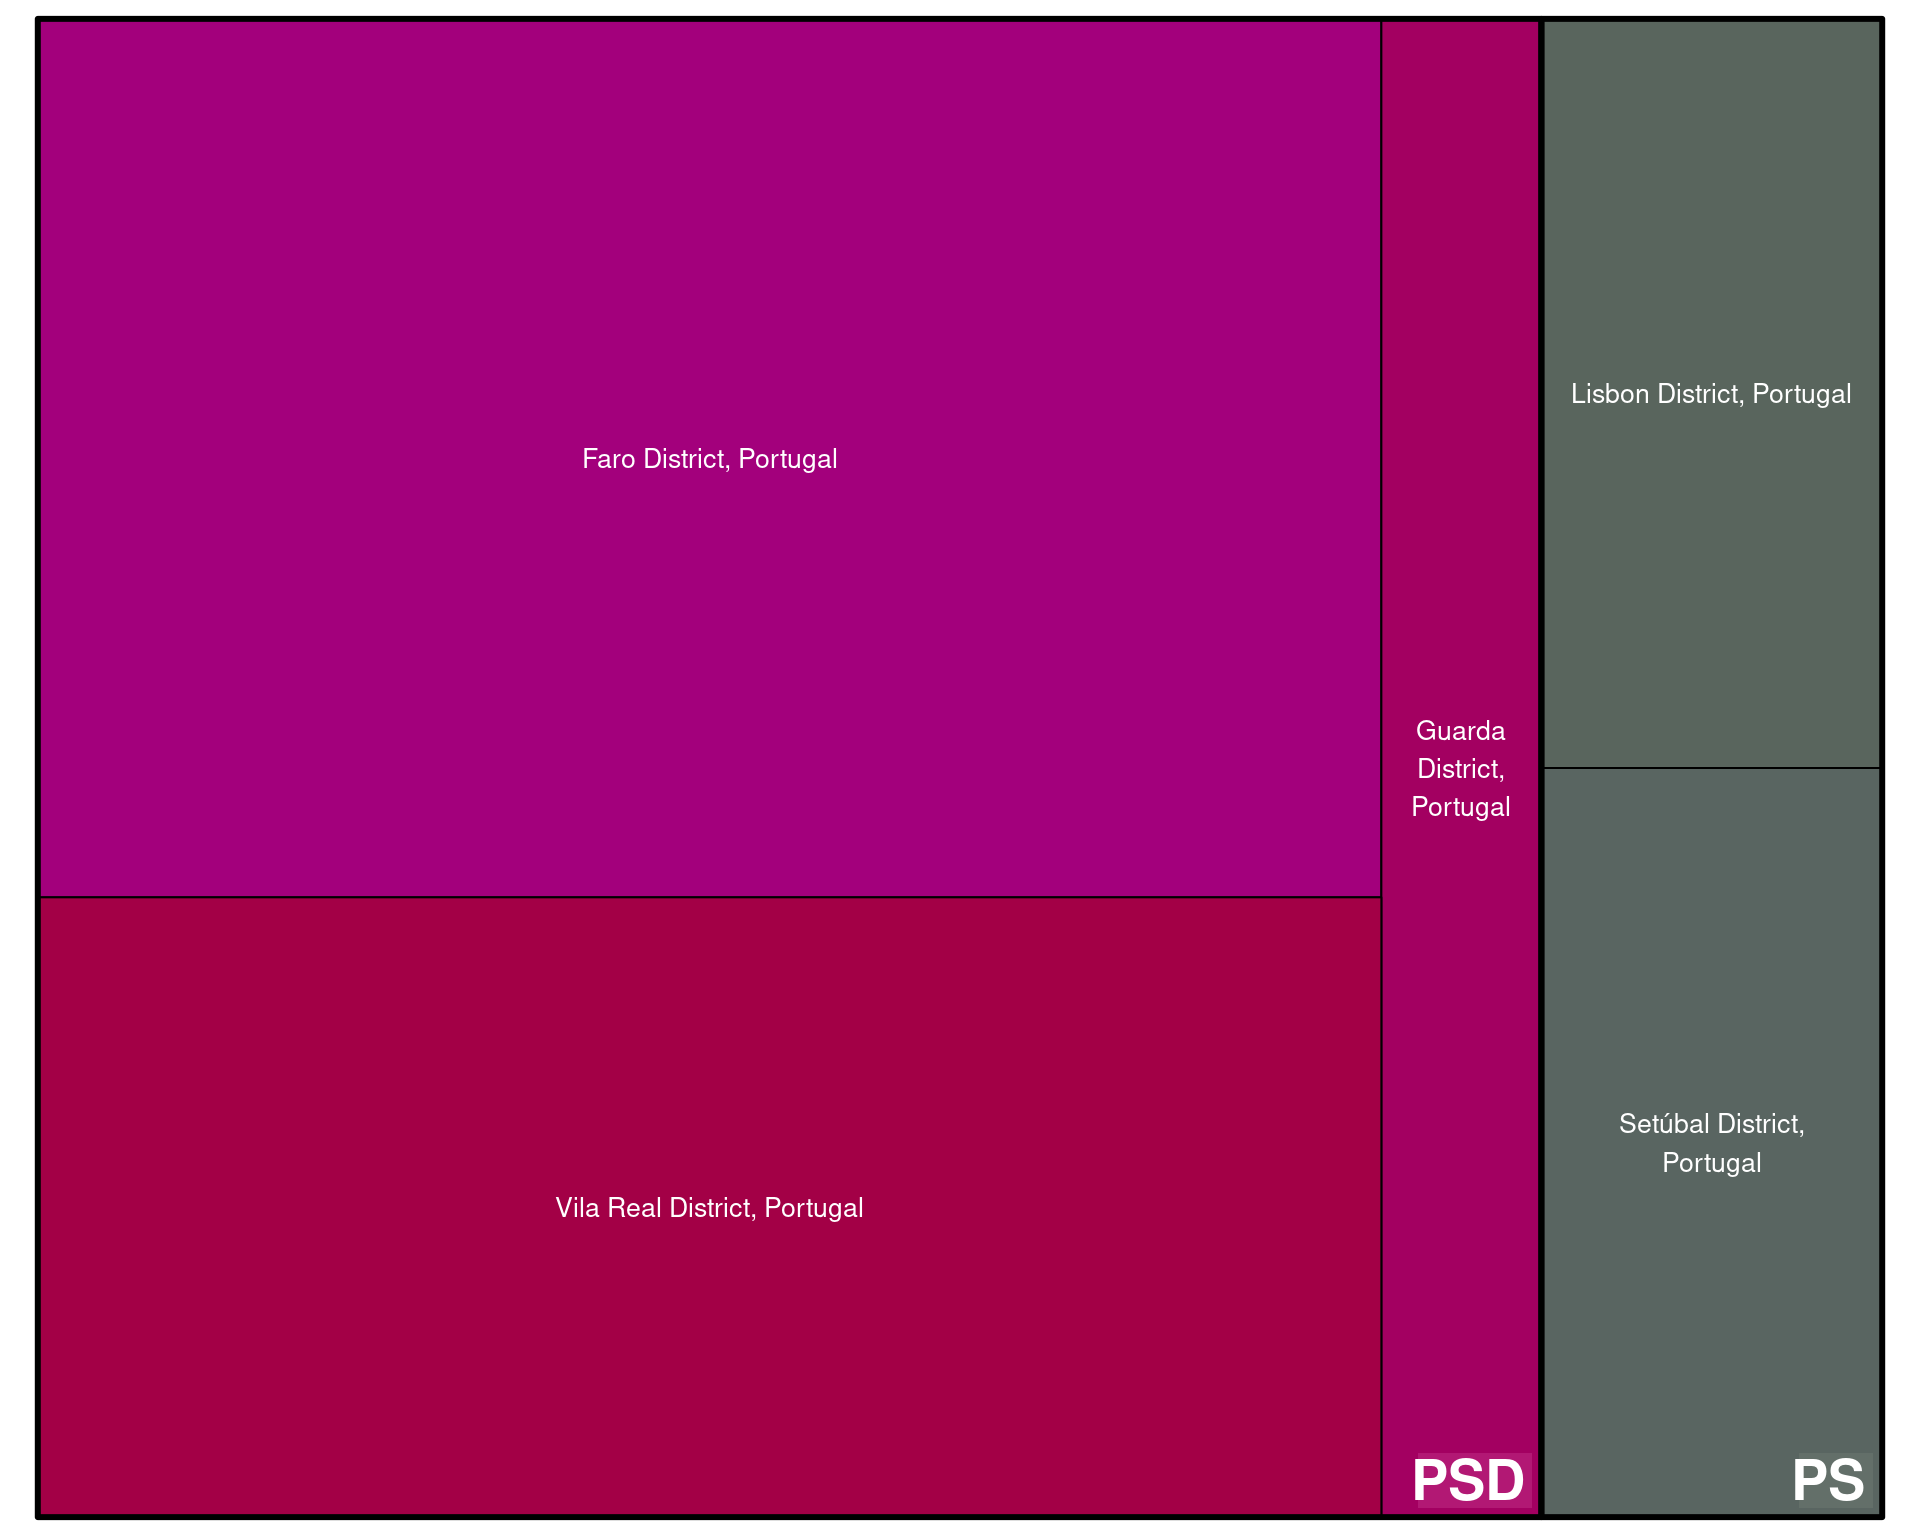 Faro District, Portugal
Vila Real District, Portugal
Guarda
District,
Portugal
PSD
Lisbon District, Portugal
Setúbal District,
Portugal
PS